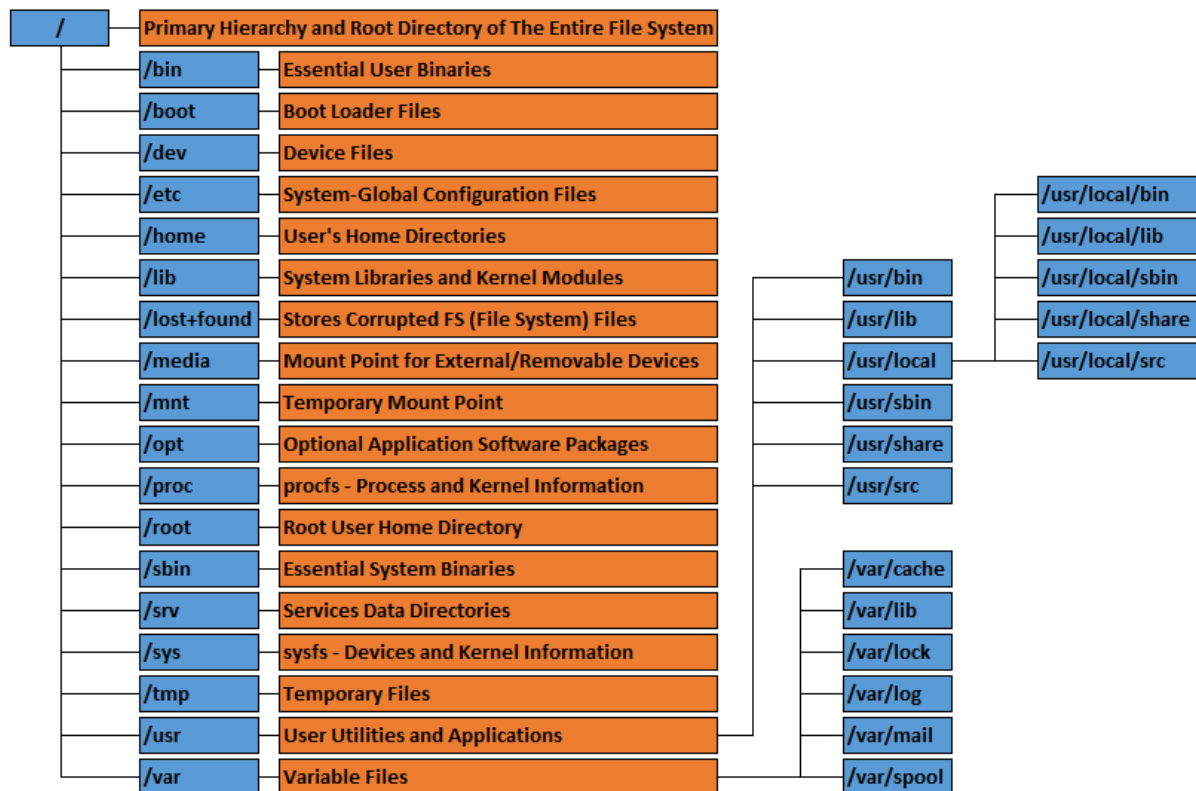 / Primary Hierarchy and Root Directory of The Entire File System
/bin Essential User Binaries
/boot Boot Loader Files
/dev Device Files
/etc System-Global Configuration Files
/home User's Home Directories
/lib System Libraries and Kernel Modules
/lost+found Stores Corrupted FS (File System) Files
/media Mount Point for External/Removable Devices
/mnt Temporary Mount Point
/opt Optional Application Software Packages
/proc procfs - Process and Kernel Information
/root Root User Home Directory
/sbin Essential System Binaries
/srv Services Data Directories
/sys sysfs - Devices and Kernel Information
/tmp Temporary Files
/usr User Utilities and Applications
/var Variable Files
/usr/bin
/usr/lib
/usr/local
/usr/sbin
/usr/share
/usr/src
/usr/local/bin
/usr/local/lib
/usr/local/sbin
/usr/local/share
/usr/local/src
/var/cache
/var/lib
/var/lock
/var/log
/var/mail
/var/spool